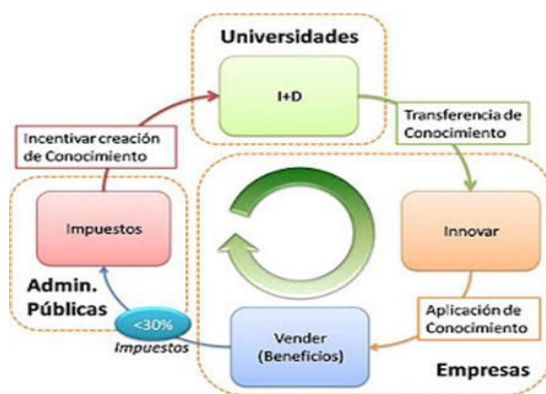 Universidades
I+D
Incentivar creación
de Conocimiento
Transferencia de
Conocimiento
Impuestos
Innovar
Admin.
Públicas
<30%
Impuestos
Vender
(Beneficios)
Aplicación de
Conocimiento
Empresas